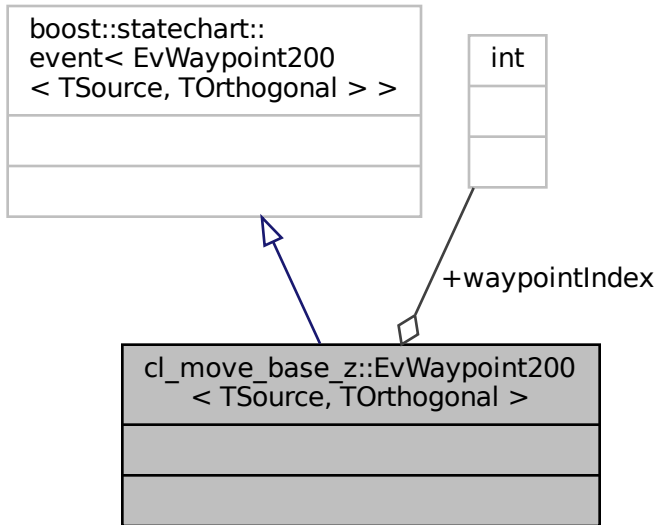 boost::statechart::
event< EvWaypoint200
< TSource, TOrthogonal > >
int
+waypointIndex
cl_move_base_z::EvWaypoint200
< TSource, TOrthogonal >